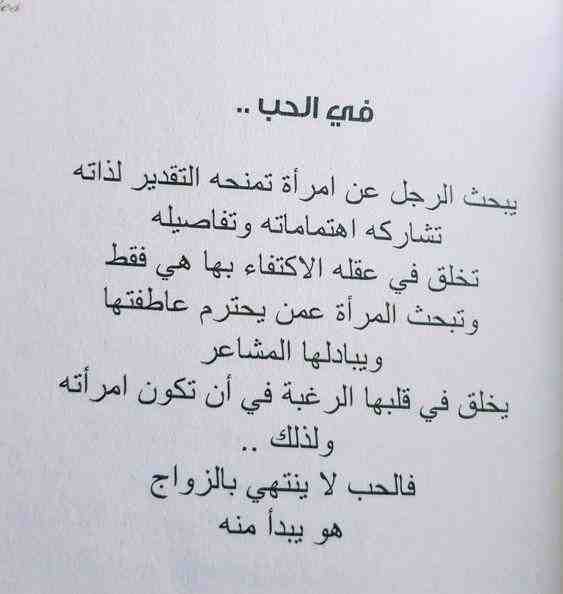 في الحب ..
يبحث الرجل عن امرأة تمنحه التقدير لذاته
تشاركه اهتماماته وتفاصيله
تخلق في عقله الاكتفاء بها هي فقط
وتبحث المرأة عمن يحترم عاطفتها
ويبادلها المشاعر
يخلق في قلبها الرغبة في أن تكون امرأته
ولذلك ..
فالحب لا ينتهي بالزواج
هو يبدأ منه